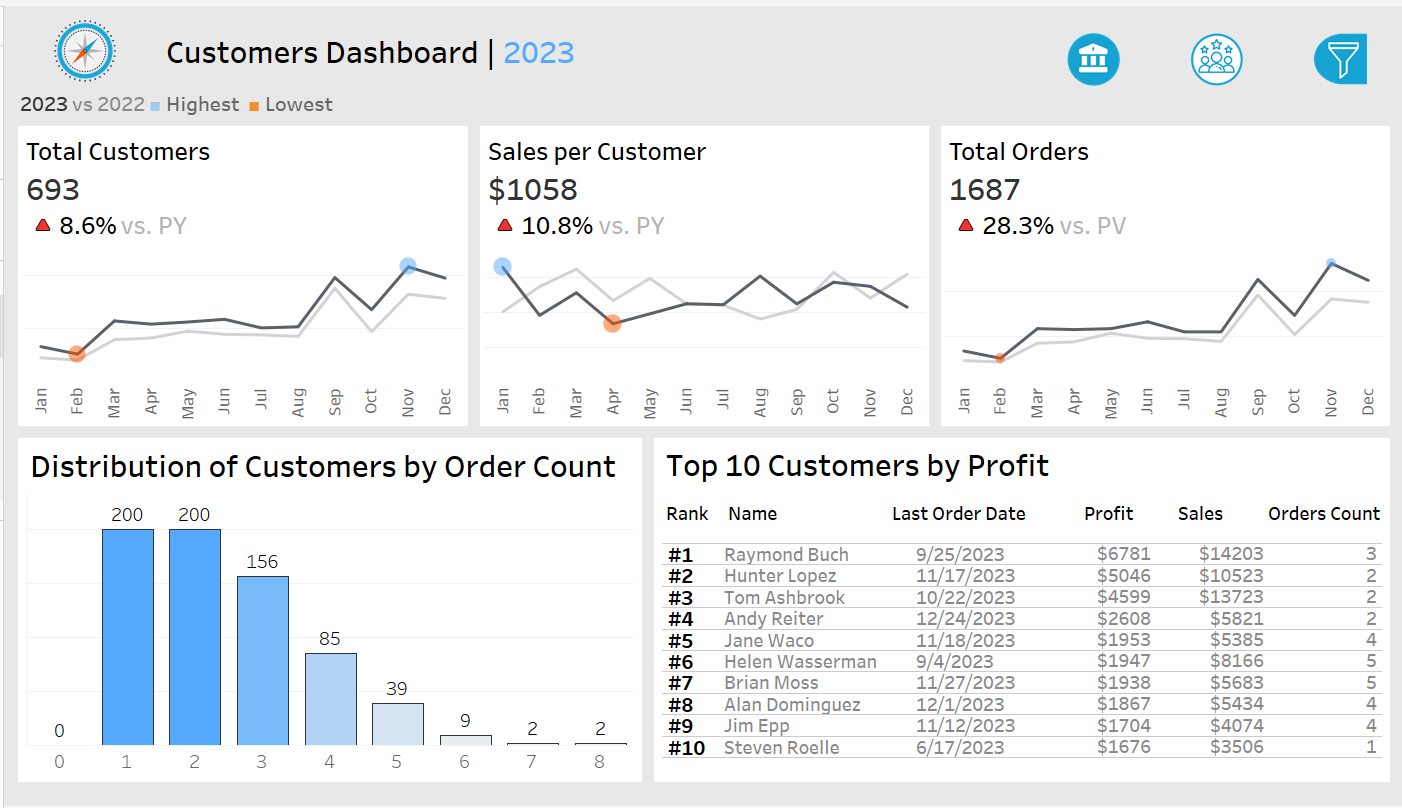 Customers Dashboard | 2023
2023 vs 2022 Highest Lowest
Total Customers
693
8.6% vs. PY
Jan Feb Mar Apr May Jun Jul Aug Sep Oct Nov Dec
Sales per Customer
$1058
10.8% vs. PY
Jan Feb Mar Apr May Jun Jul Aug Sep Oct Nov Dec
Total Orders
1687
28.3% vs. PV
Jan Feb Mar Apr May Jun Jul Aug Sep Oct Nov Dec
Distribution of Customers by Order Count
0 200 200 156 85 39 9 2 2
0 1 2 3 4 5 6 7 8
Top 10 Customers by Profit
Rank Name Last Order Date Profit Sales Orders Count
#1 Raymond Buch 9/25/2023 $6781 $14203 3
#2 Hunter Lopez 11/17/2023 $5046 $10523 2
#3 Tom Ashbrook 10/22/2023 $4599 $13723 2
#4 Andy Reiter 12/24/2023 $2608 $5821 2
#5 Jane Waco 11/18/2023 $1953 $5385 4
#6 Helen Wasserman 9/4/2023 $1947 $8166 5
#7 Brian Moss 11/27/2023 $1938 $5683 5
#8 Alan Dominguez 12/1/2023 $1867 $5434 4
#9 Jim Epp 11/12/2023 $1704 $4074 4
#10 Steven Roelle 6/17/2023 $1676 $3506 1